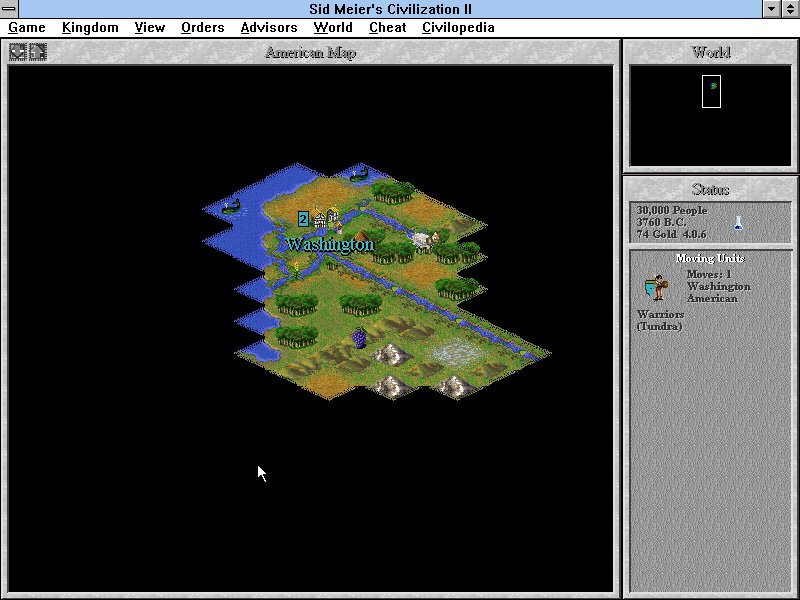 Sid Meier's Civilization II
Game Kingdom View Orders Advisors World Cheat Civilopedia
American Map
World
2
Washington
Status
30,000 People
3760 B.C.
74 Gold 4.0.6
Moving Units
Moves: 1
Washington
American
Warriors
(Tundra)